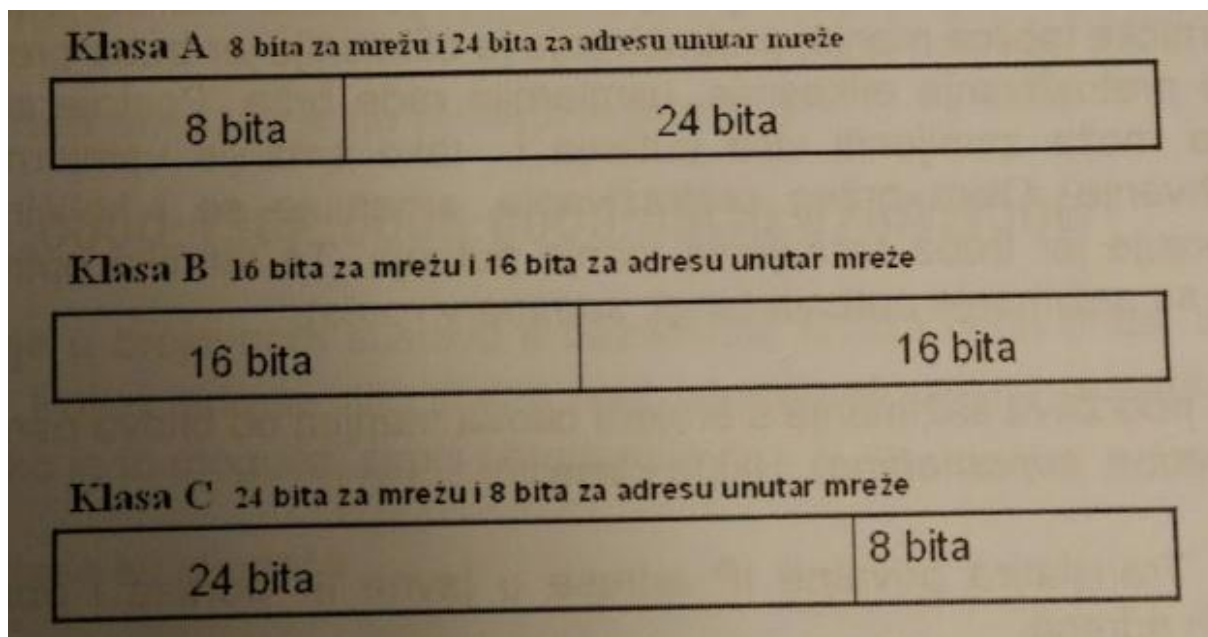 Klasa A 8 bita za mrežu i 24 bita za adresu unutar mreže
8 bita 24 bita
Klasa B 16 bita za mrežu i 16 bita za adresu unutar mreže
16 bita 16 bita
Klasa C 24 bita za mrežu i 8 bita za adresu unutar mreže
24 bita 8 bita